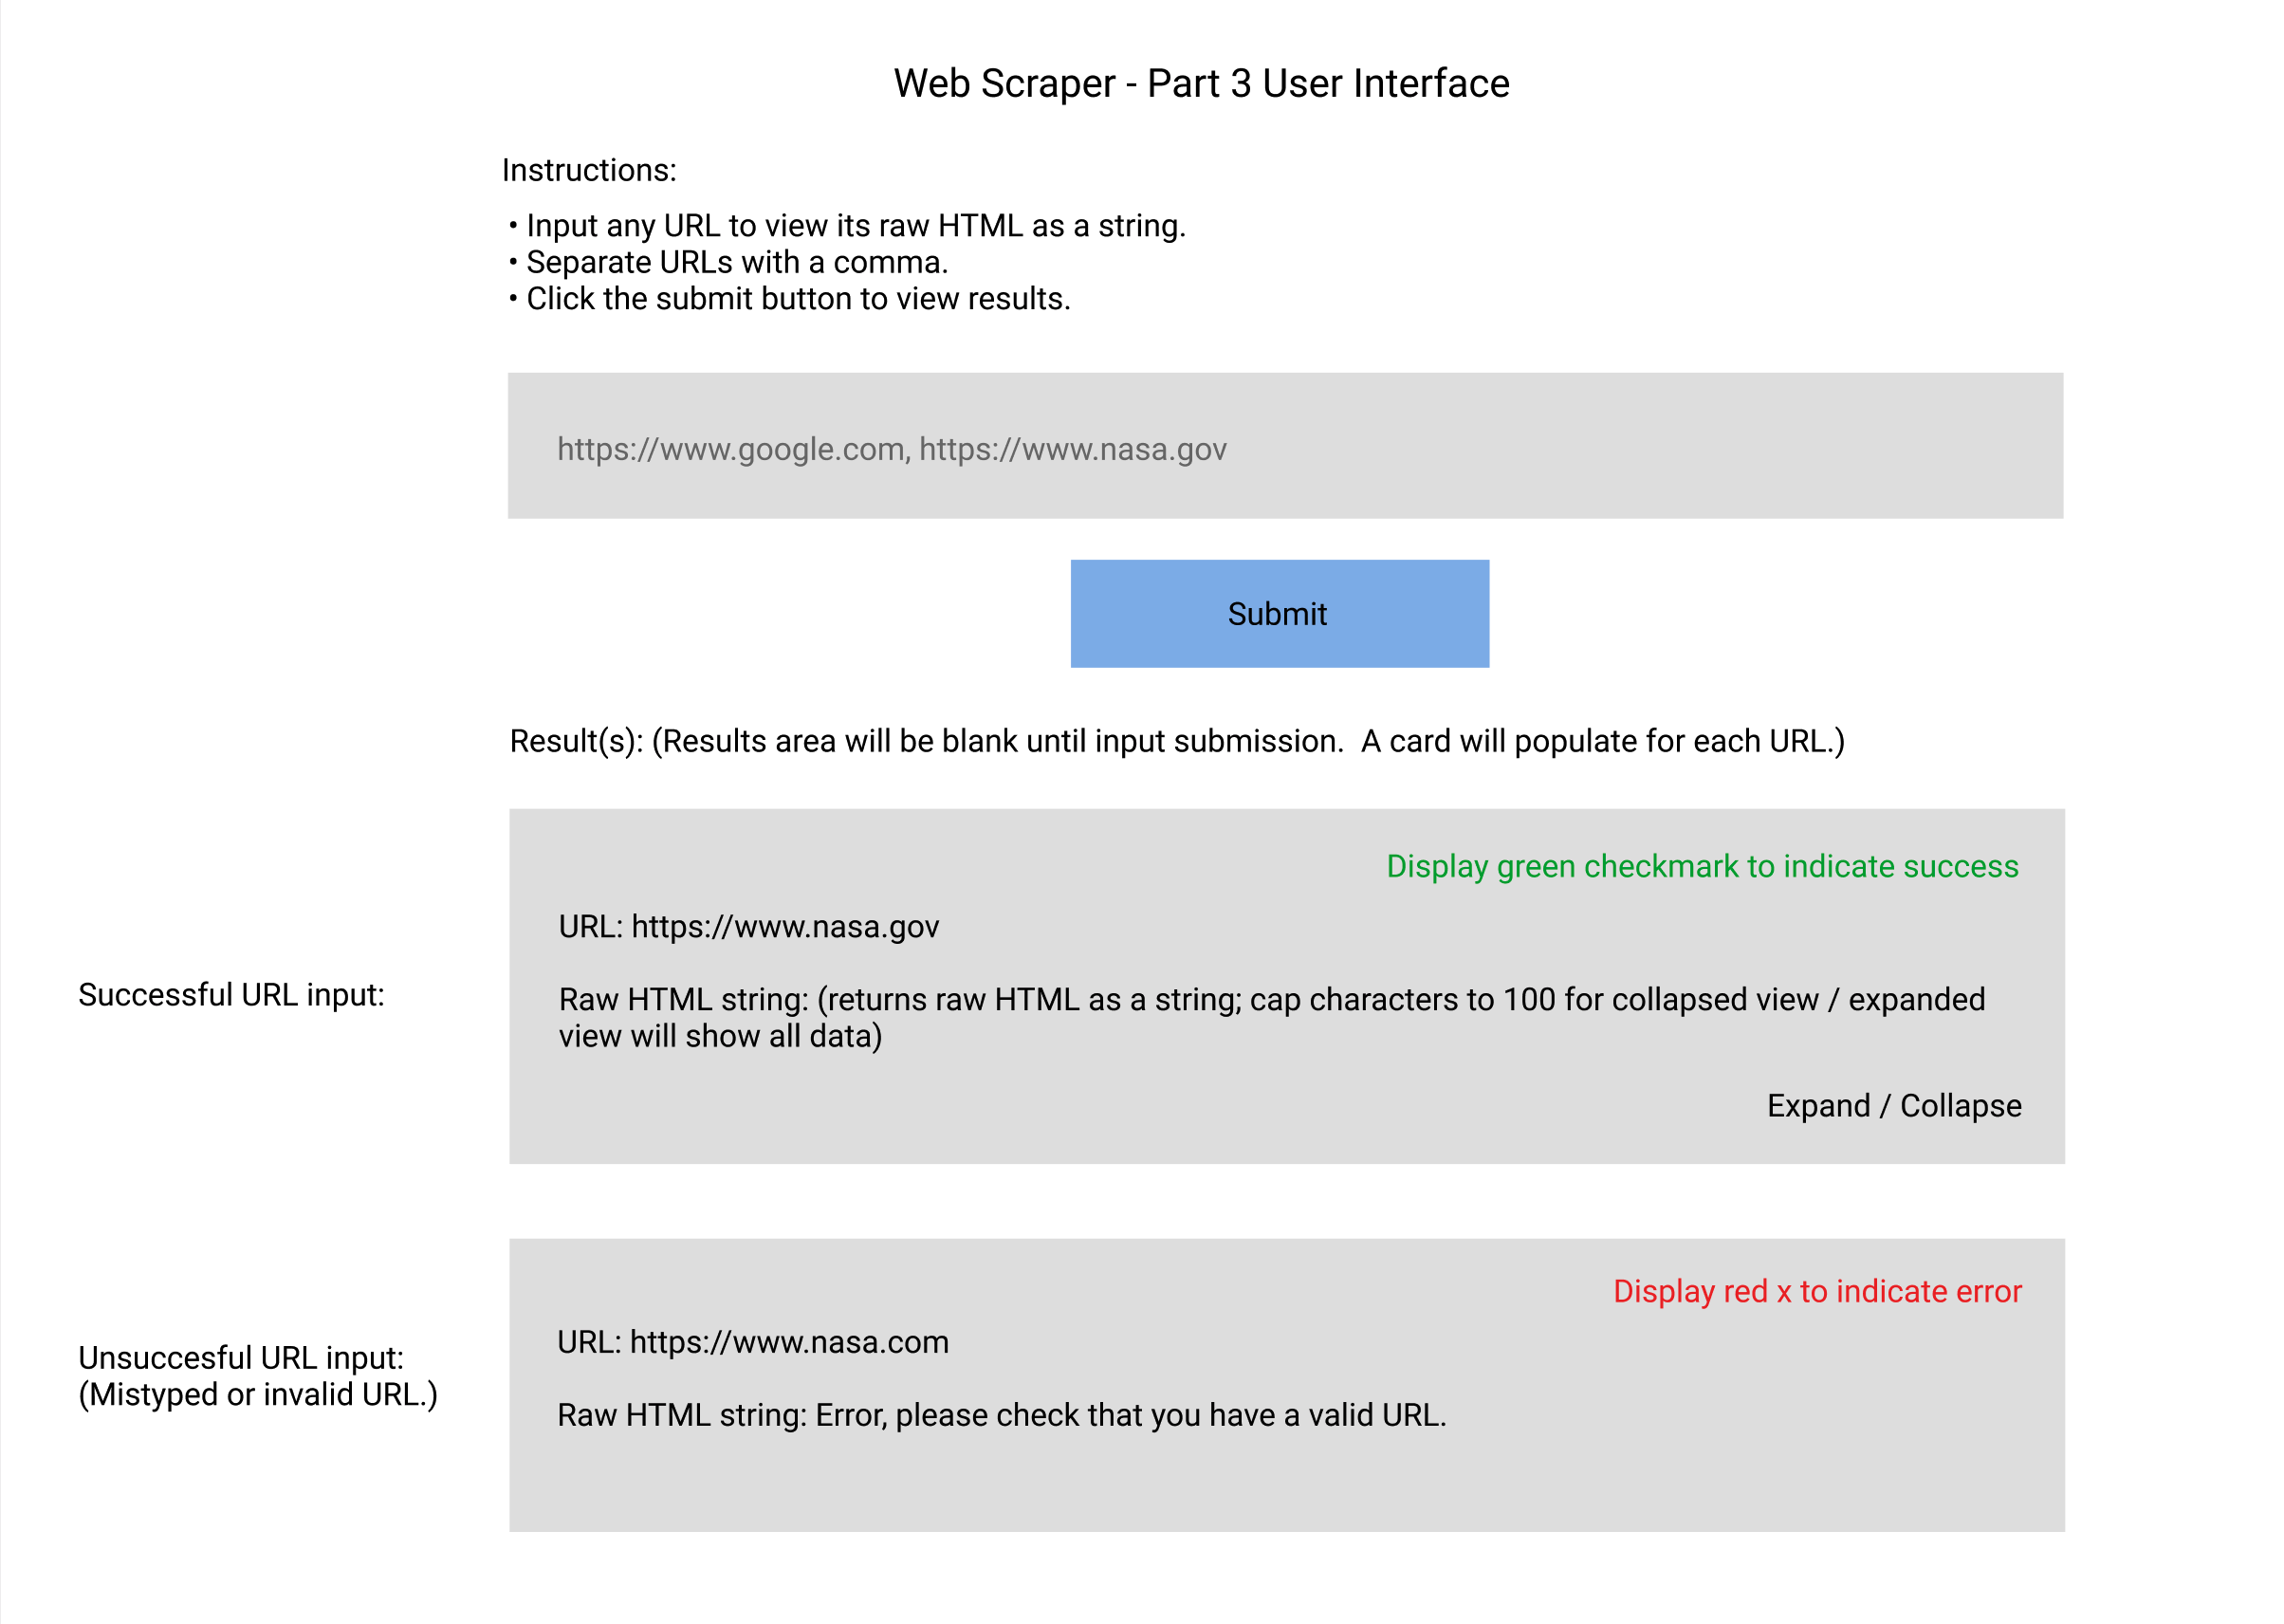 Web Scraper - Part 3 User Interface
Instructions:
• Input any URL to view its raw HTML as a string.
• Separate URLs with a comma.
• Click the submit button to view results.
https://www.google.com, https://www.nasa.gov
Submit
Result(s): (Results area will be blank until input submission.  A card will populate for each URL.)
Successful URL input:
Display green checkmark to indicate success
URL: https://www.nasa.gov
Raw HTML string: (returns raw HTML as a string; cap characters to 100 for collapsed view / expanded
view will show all data)
Expand / Collapse
Unsuccesful URL input:
(Mistyped or invalid URL.)
Display red x to indicate error
URL: https://www.nasa.com
Raw HTML string: Error, please check that you have a valid URL.